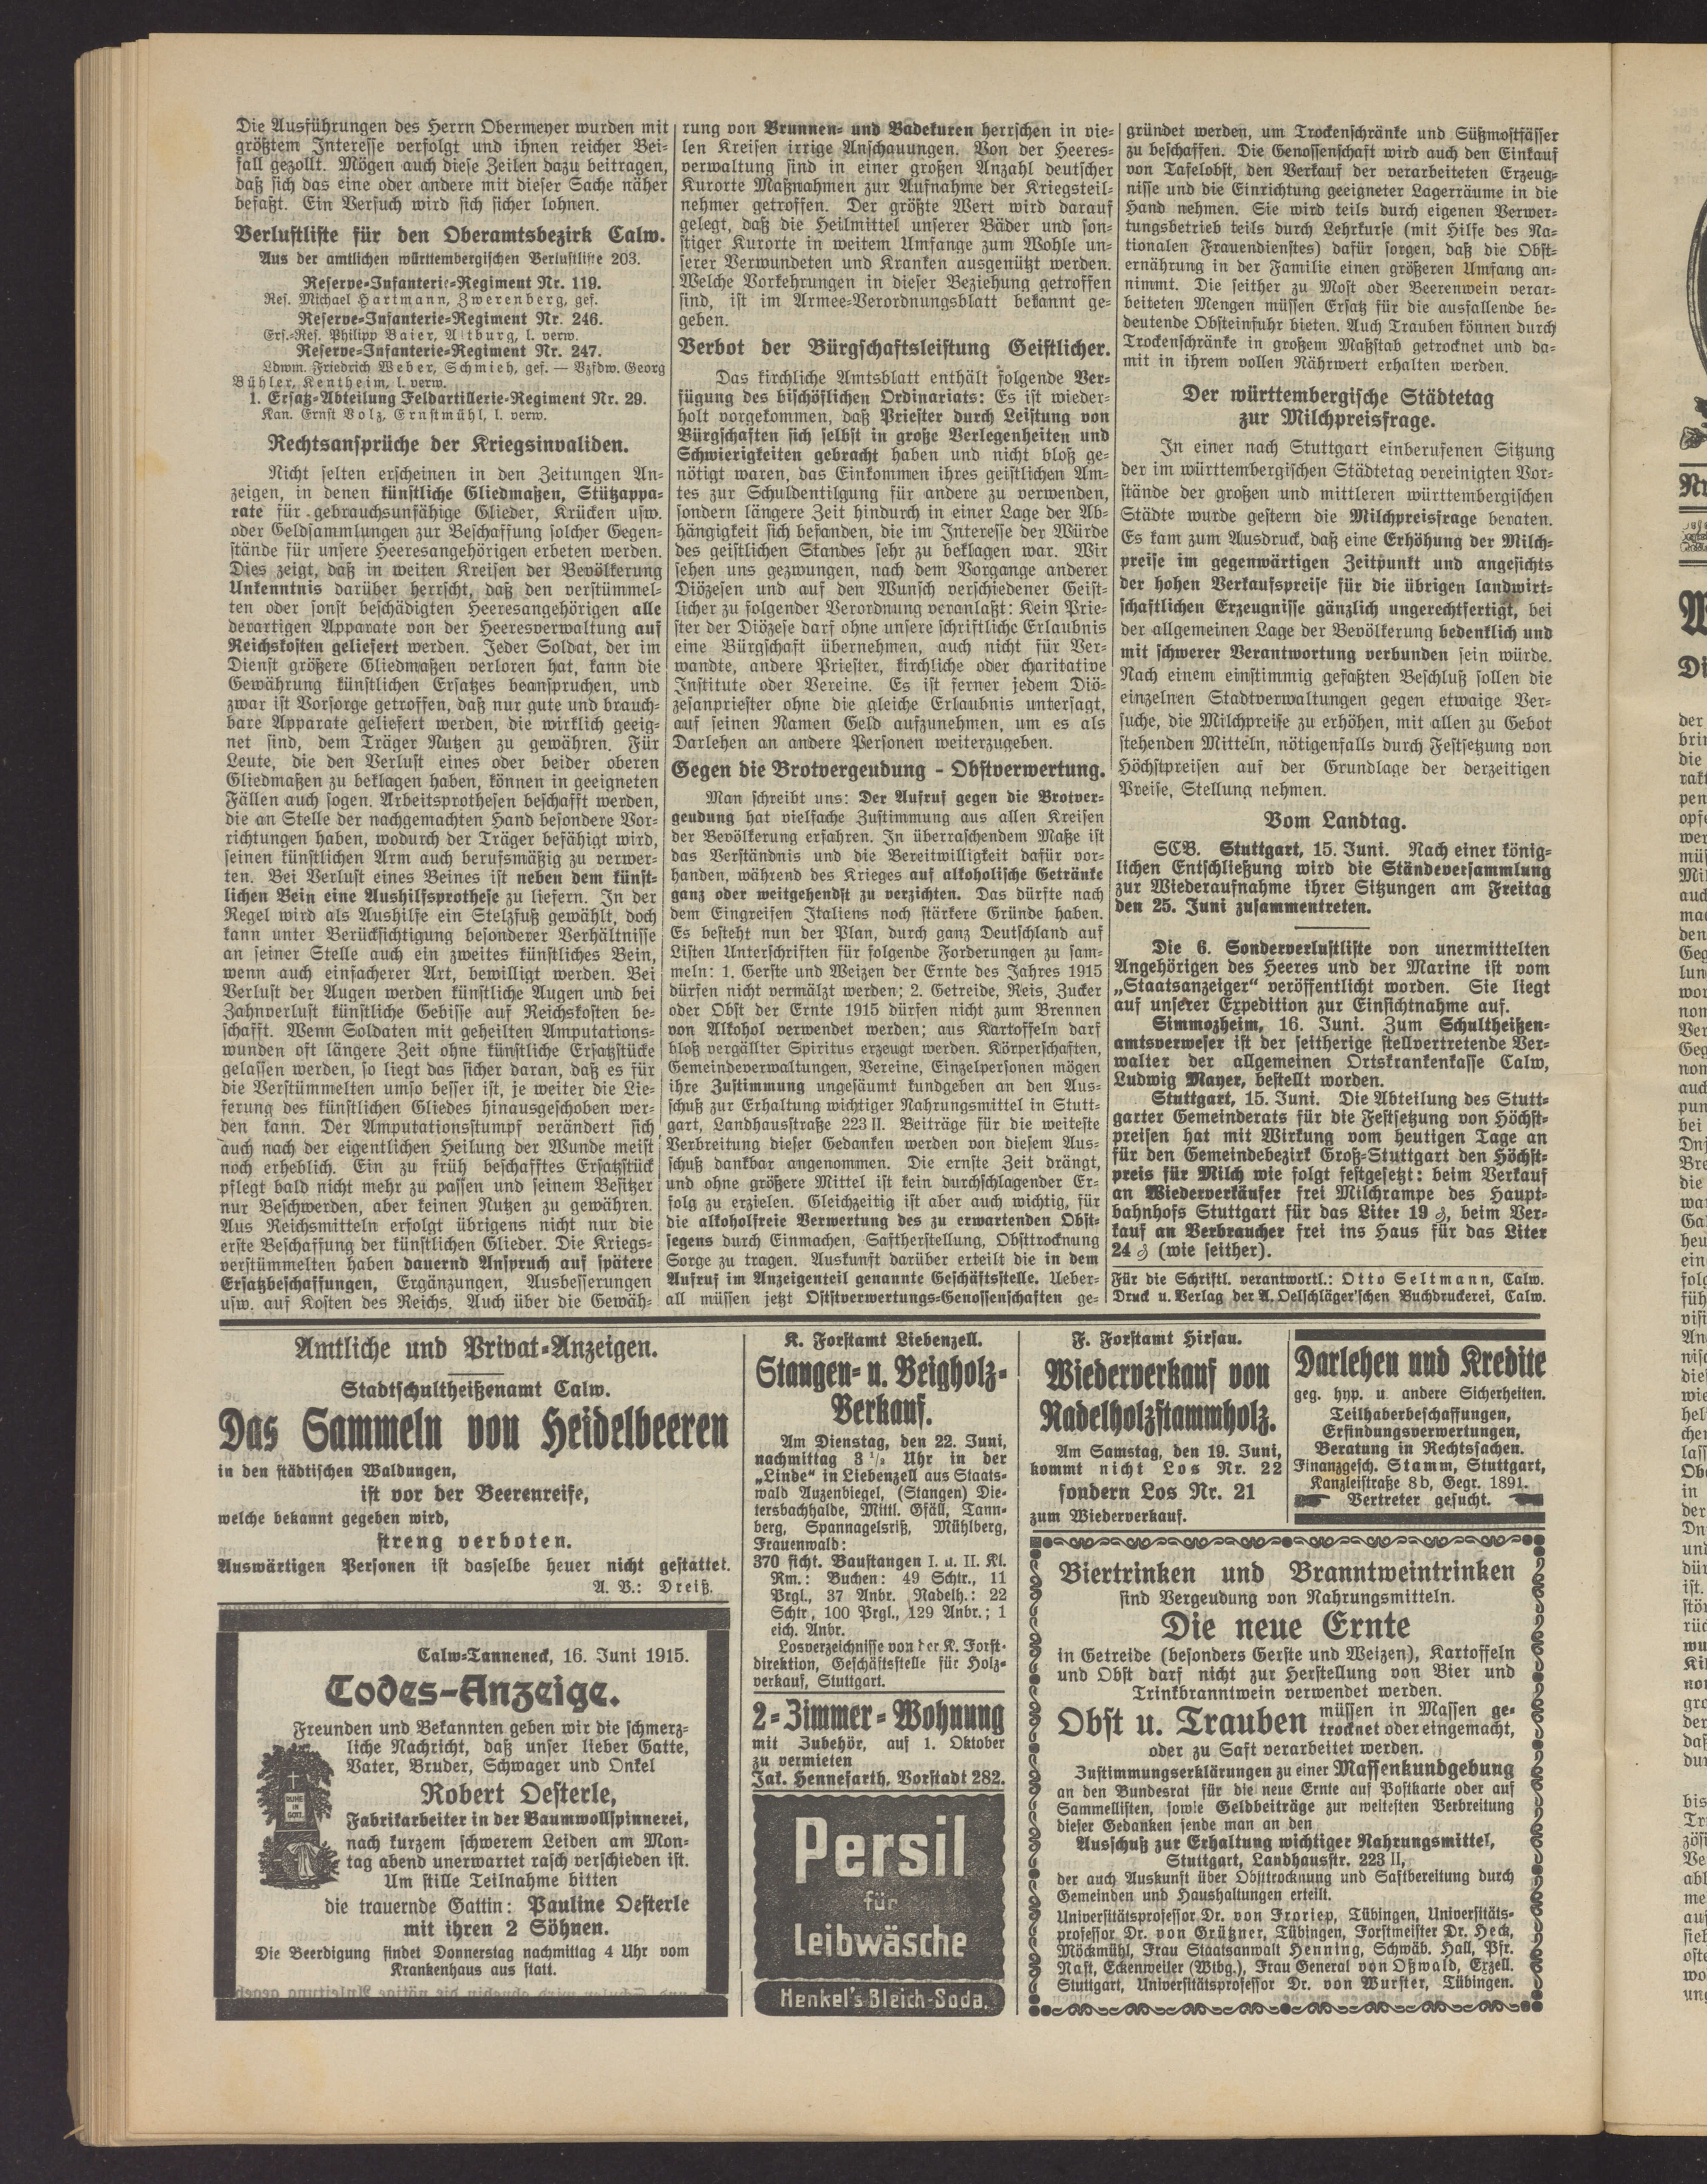 Die Ausführungen des Herrn Obermeyer wurden mit
größtem Interesse verfolgt und ihnen reicher Bei-
fall gezollt. Mögen auch diese Zeilen dazu beitragen,
daß sich das eine oder andere mit dieser Sache näher
befaßt. Ein Versuch wird sich sicher lohnen.
Verlustliste für den Oberamtsbezirk Calw.
Aus der amtlichen württembergischen Verlustliste 203.
Reserve-Infanterie-Regiment Nr. 119.
Res. Michael Hartmann, Zwerenberg, gef.
Reserve-Infanterie-Regiment Nr. 246.
Ers.-Res. Philipp Baier, Altburg, l. verw.
Reserve-Infanterie-Regiment Nr. 247.
Ldwm. Friedrich Weber, Schmieh, gef. — Vzfdw. Georg
Bühler, Kentheim, l. verw.
1. Ersatz-Abteilung Feldartillerie-Regiment Nr. 29.
Kan. Ernst Volz, Ernstmühl, l. verw.
Rechtsansprüche der Kriegsinvaliden.
Nicht selten erscheinen in den Zeitungen An-
zeigen, in denen künstliche Gliedmaßen, Stützappa-
rate für gebrauchsunfähige Glieder, Krücken usw.
oder Geldsammlungen zur Beschaffung solcher Gegen-
stände für unsere Heeresangehörigen erbeten werden.
Dies zeigt, daß in weiten Kreisen der Bevölkerung
Unkenntnis darüber herrscht, daß den verstümmel-
ten oder sonst beschädigten Heeresangehörigen alle
derartigen Apparate von der Heeresverwaltung auf
Reichskosten geliefert werden. Jeder Soldat, der im
Dienst größere Gliedmaßen verloren hat, kann die
Gewährung künstlichen Ersatzes beanspruchen, und
zwar ist Vorsorge getroffen, daß nur gute und brauch-
bare Apparate geliefert werden, die wirklich geeig-
net sind, dem Träger Nutzen zu gewähren. Für
Leute, die den Verlust eines oder beider oberen
Gliedmaßen zu beklagen haben, können in geeigneten
Fällen auch sogen. Arbeitsprothesen beschafft werden,
die an Stelle der nachgemachten Hand besondere Vor-
richtungen haben, wodurch der Träger befähigt wird,
seinen künstlichen Arm auch berufsmäßig zu verwer-
ten. Bei Verlust eines Beines ist neben dem künst-
lichen Bein eine Aushilfsprothese zu liefern. In der
Regel wird als Aushilfe ein Stelzfuß gewählt, doch
kann unter Berücksichtigung besonderer Verhältnisse
an seiner Stelle auch ein zweites künstliches Bein,
wenn auch einfacherer Art, bewilligt werden. Bei
Verlust der Augen werden künstliche Augen und bei
Zahnverlust künstliche Gebisse auf Reichskosten be-
schafft. Wenn Soldaten mit geheilten Amputations-
wunden oft längere Zeit ohne künstliche Ersatzstücke
gelassen werden, so liegt das sicher daran, daß es für
die Verstümmelten umso besser ist, je weiter die Lie-
ferung des künstlichen Gliedes hinausgeschoben wer-
den kann. Der Amputationsstumpf verändert sich
auch nach der eigentlichen Heilung der Wunde meist
noch erheblich. Ein zu früh beschafftes Ersatzstück
pflegt bald nicht mehr zu passen und seinem Besitzer
nur Beschwerden, aber keinen Nutzen zu gewähren.
Aus Reichsmitteln erfolgt übrigens nicht nur die
erste Beschaffung der künstlichen Glieder. Die Kriegs-
verstümmelten haben dauernd Anspruch auf spätere
Ersatzbeschaffungen, Ergänzungen, Ausbesserungen
usw. auf Kosten des Reichs. Auch über die Gewäh-
rung von Brunnen- und Badekuren herrschen in vie-
len Kreisen irrige Anschauungen. Von der Heeres-
verwaltung sind in einer großen Anzahl deutscher
Kurorte Maßnahmen zur Aufnahme der Kriegsteil-
nehmer getroffen. Der größte Wert wird darauf
gelegt, daß die Heilmittel unserer Bäder und son-
stiger Kurorte in weitem Umfange zum Wohle un-
serer Verwundeten und Kranken ausgenützt werden.
Welche Vorkehrungen in dieser Beziehung getroffen
sind, ist im Armee-Verordnungsblatt bekannt ge-
geben.
Verbot der Bürgschaftsleistung Geistlicher.
Das kirchliche Amtsblatt enthält folgende Ver-
fügung des bischöflichen Ordinariats: Es ist wieder-
holt vorgekommen, daß Priester durch Leistung von
Bürgschaften sich selbst in große Verlegenheiten und
Schwierigkeiten gebracht haben und nicht bloß ge-
nötigt waren, das Einkommen ihres geistlichen Am-
tes zur Schuldentilgung für andere zu verwenden,
sondern längere Zeit hindurch in einer Lage der Ab-
hängigkeit sich befanden, die im Interesse der Würde
des geistlichen Standes sehr zu beklagen war. Wir
sehen uns gezwungen, nach dem Vorgange anderer
Diözesen und auf den Wunsch verschiedener Geist-
licher zu folgender Verordnung veranlaßt: Kein Prie-
ster der Diözese darf ohne unsere schriftliche Erlaubnis
eine Bürgschaft übernehmen, auch nicht für Ver-
wandte, andere Priester, kirchliche oder charitative
Institute oder Vereine. Es ist ferner jedem Diö-
zesanpriester ohne die gleiche Erlaubnis untersagt,
auf seinen Namen Geld aufzunehmen, um es als
Darlehen an andere Personen weiterzugeben.
Gegen die Brotvergeudung - Obstverwertung.
Man schreibt uns: Der Aufruf gegen die Brotver-
geudung hat vielfache Zustimmung aus allen Kreisen
der Bevölkerung erfahren. In überraschendem Maße ist
das Verständnis und die Bereitwilligkeit dafür vor-
handen, während des Krieges auf alkoholische Getränke
ganz oder weitgehendst zu verzichten. Das dürfte nach
dem Eingreifen Italiens noch stärkere Gründe haben.
Es besteht nun der Plan, durch ganz Deutschland auf
Listen Unterschriften für folgende Forderungen zu sam-
meln: 1. Gerste und Weizen der Ernte des Jahres 1915
dürfen nicht vermälzt werden; 2. Getreide, Reis, Zucker
oder Obst der Ernte 1915 dürfen nicht zum Brennen
von Alkohol verwendet werden; aus Kartoffeln darf
bloß vergällter Spiritus erzeugt werden. Körperschaften,
Gemeindeverwaltungen, Vereine, Einzelpersonen mögen
ihre Zustimmung ungesäumt kundgeben an den Aus-
schuß zur Erhaltung wichtiger Nahrungsmittel in Stutt-
gart, Landhausstraße 223 II. Beiträge für die weiteste
Verbreitung dieser Gedanken werden von diesem Aus-
schuß dankbar angenommen. Die ernste Zeit drängt,
und ohne größere Mittel ist kein durchschlagender Er-
folg zu erzielen. Gleichzeitig ist aber auch wichtig, für
die alkoholfreie Verwertung des zu erwartenden Obst-
segens durch Einmachen, Saftherstellung, Obsttrocknung
Sorge zu tragen. Auskunft darüber erteilt die in dem
Aufruf im Anzeigenteil genannte Geschäftsstelle. Ueber-
all müssen jetzt Oststverwertungs-Genossenschaften ge-
gründet werden, um Trockenschränke und Süßmostfässer
zu beschaffen. Die Genossenschaft wird auch den Einkauf
von Tafelobst, den Verkauf der verarbeiteten Erzeug-
nisse und die Einrichtung geeigneter Lagerräume in die
Hand nehmen. Sie wird teils durch eigenen Verwer-
tungsbetrieb teils durch Lehrkurse (mit Hilfe des Na-
tionalen Frauendienstes) dafür sorgen, daß die Obst-
ernährung in der Familie einen größeren Umfang an-
nimmt. Die seither zu Most oder Beerenwein verar-
beiteten Mengen müssen Ersatz für die ausfallende be-
deutende Obsteinfuhr bieten. Auch Trauben können durch
Trockenschränke in großem Maßstab getrocknet und da-
mit in ihrem vollen Nährwert erhalten werden.
Der württembergische Städtetag
zur Milchpreisfrage.
In einer nach Stuttgart einberufenen Sitzung
der im württembergischen Städtetag vereinigten Vor-
stände der großen und mittleren württembergischen
Städte wurde gestern die Milchpreisfrage beraten.
Es kam zum Ausdruck, daß eine Erhöhung der Milch-
preise im gegenwärtigen Zeitpunkt und angesichts
der hohen Verkaufspreise für die übrigen landwirt-
schaftlichen Erzeugnisse gänzlich ungerechtfertigt, bei
der allgemeinen Lage der Bevölkerung bedenklich und
mit schwerer Verantwortung verbunden sein würde.
Nach einem einstimmig gefaßten Beschluß sollen die
einzelnen Stadtverwaltungen gegen etwaige Ver-
suche, die Milchpreise zu erhöhen, mit allen zu Gebot
stehenden Mitteln, nötigenfalls durch Festsetzung von
Höchstpreisen auf der Grundlage der derzeitigen
Preise, Stellung nehmen.
Vom Landtag.
SCB. Stuttgart, 15. Juni. Nach einer könig-
lichen Entschließung wird die Ständeversammlung
zur Wiederaufnahme ihrer Sitzungen am Freitag
den 25. Juni zusammentreten.
Die 6. Sonderverlustliste von unermittelten
Angehörigen des Heeres und der Marine ist vom
„Staatsanzeiger“ veröffentlicht worden. Sie liegt
auf unserer Expedition zur Einsichtnahme auf.
Simmozheim, 16. Juni. Zum Schultheißen-
amtsverweser ist der seitherige stellvertretende Ver-
walter der allgemeinen Ortskrankenkasse Calw,
Ludwig Mayer, bestellt worden.
Stuttgart, 15. Juni. Die Abteilung des Stutt-
garter Gemeinderats für die Festsetzung von Höchst-
preisen hat mit Wirkung vom heutigen Tage an
für den Gemeindebezirk Groß-Stuttgart den Höchst-
preis für Milch wie folgt festgesetzt: beim Verkauf
an Wiederverkäufer frei Milchrampe des Haupt-
bahnhofs Stuttgart für das Liter 19 ₰, beim Ver-
kauf an Verbraucher frei ins Haus für das Liter
24 ₰ (wie seither).
Für die Schriftl. verantwortl.: Otto Seltmann, Calw.
Druck u. Verlag der A. Oelschläger'schen Buchdruckerei, Calw.
Amtliche und Privat-Anzeigen.
Stadtschultheißenamt Calw.
Das Sammeln von Heidelbeeren
in den städtischen Waldungen,
ist vor der Beerenreife,
welche bekannt gegeben wird,
streng verboten.
Auswärtigen Personen ist dasselbe heuer nicht gestattet.
A. V.: Dreiß.
Calw-Tanneneck, 16. Juni 1915.
Todes-Anzeige.
Freunden und Bekannten geben wir die schmerz-
liche Nachricht, daß unser lieber Gatte,
Vater, Bruder, Schwager und Onkel
Robert Oesterle,
Fabrikarbeiter in der Baumwollspinnerei,
nach kurzem schwerem Leiden am Mon-
tag abend unerwartet rasch verschieden ist.
Um stille Teilnahme bitten
die trauernde Gattin: Pauline Oesterle
mit ihren 2 Söhnen.
Die Beerdigung findet Donnerstag nachmittag 4 Uhr vom
Krankenhaus aus statt.
RUHE
IN
GOTT
K. Forstamt Liebenzell.
Stangen- u. Beigholz-
Verkauf.
Am Dienstag, den 22. Juni,
nachmittag 3 1/2 Uhr in der
„Linde“ in Liebenzell aus Staats-
wald Auzenbiegel, (Stangen) Die-
tersbachhalde, Mittl. Gfäll, Tann-
berg, Spannagelsriß, Mühlberg,
Frauenwald:
370 ficht. Baustangen I. u. II. Kl.
Rm.: Buchen: 49 Schtr., 11
Prgl., 37 Anbr. Nadelh.: 22
Schtr, 100 Prgl., 129 Anbr.; 1
eich. Anbr.
Losverzeichnisse von der K. Forst-
direktion, Geschäftsstelle für Holz-
verkauf, Stuttgart.
2-Zimmer-Wohnung
mit Zubehör, auf 1. Oktober
zu vermieten
Jak. Hennefarth, Vorstadt 282.
Persil
für
Leibwäsche
Henkel's Bleich-Soda.
F. Forstamt Hirsau.
Wiederverkauf von
Nadelholzstammholz.
Am Samstag, den 19. Juni,
kommt nicht Los Nr. 22
sondern Los Nr. 21
zum Wiederverkauf.
Darlehen und Kredite
geg. hyp. u. andere Sicherheiten.
Teilhaberbeschaffungen,
Erfindungsverwertungen,
Beratung in Rechtssachen.
Finanzgesch. Stamm, Stuttgart,
Kanzleistraße 8b, Gegr. 1891.
Vertreter gesucht.
Biertrinken und Branntweintrinken
sind Vergeudung von Nahrungsmitteln.
Die neue Ernte
in Getreide (besonders Gerste und Weizen), Kartoffeln
und Obst darf nicht zur Herstellung von Bier und
Trinkbranntwein verwendet werden.
Obst u. Trauben müssen in Massen ge-
trocknet oder eingemacht,
oder zu Saft verarbeitet werden.
Zustimmungserklärungen zu einer Massenkundgebung
an den Bundesrat für die neue Ernte auf Postkarte oder auf
Sammellisten, sowie Geldbeiträge zur weitesten Verbreitung
dieser Gedanken sende man an den
Ausschuß zur Erhaltung wichtiger Nahrungsmittel,
Stuttgart, Landhausstr. 223 II,
der auch Auskunft über Obsttrocknung und Saftbereitung durch
Gemeinden und Haushaltungen erteilt.
Universitätsprofessor Dr. von Froriep, Tübingen, Universitäts-
professor Dr. von Grützner, Tübingen, Forstmeister Dr. Heck,
Möckmühl, Frau Staatsanwalt Henning, Schwäb. Hall, Pfr.
Nast, Eckenweiler (Wtbg.), Frau General von Oßwald, Exzell.
Stuttgart, Universitätsprofessor Dr. von Wurster, Tübingen.